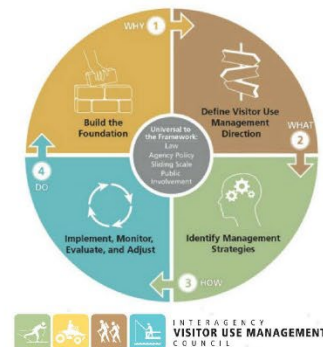 WHY 1
Build the
Foundation
Define Visitor Use
Management
Direction
WHAT
2
Universal to
the Framework:
Law
Agency Policy
Sliding Scale
Public
Involvement
4
DO
Implement, Monitor,
Evaluate, and Adjust
Identify Management
Strategies
3 HOW
INTERAGENCY
VISITOR USE MANAGEMENT
COUNCIL